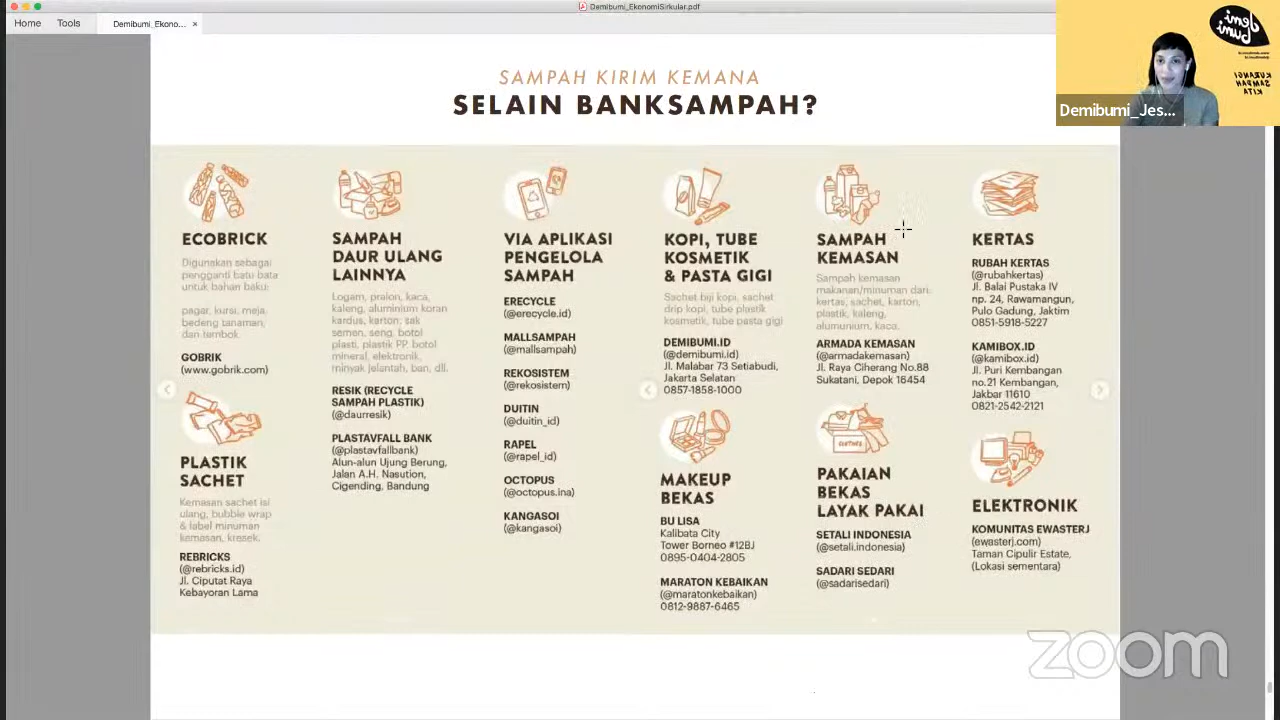 Demibumi_EkonomiSirkular.pdf
Home
Tools
Demibumi_Ekono...
SAMPAH KIRIM KEMANA
SELAIN BANKSAMPAH?
ECOBRICK
Digunakan sebagai
pengganti batu bata
untuk bahan baku:
pagar, kursi, meja,
bedeng tanaman,
dan tembok.
GOBRIK
(www.gobrik.com)
PLASTIK
SACHET
Kemasan sachet isi
ulang, bubble wrap
& label minuman
kemasan, kresek.
REBRICKS
(@rebricks.id)
Jl. Ciputat Raya
Kebayoran Lama
SAMPAH
DAUR ULANG
LAINNYA
Logam, pralon, kaca,
kaleng, aluminium koran
kardus, karton, sak
semen, seng, botol
plasti, plastik PP, botol
mineral, elektronik,
minyak jelantah, ban, dll.
RESIK (RECYCLE
SAMPAH PLASTIK)
(@daurresik)
PLASTAVFALL BANK
(@plastavfallbank)
Alun-alun Ujung Berung,
Jalan A.H. Nasution,
Cigending, Bandung
VIA APLIKASI
PENGELOLA
SAMPAH
ERECYCLE
(@erecycle.id)
MALLSAMPAH
(@mallsampah)
REKOSISTEM
(@rekosistem)
DUITIN
(@duitin_id)
RAPEL
(@rapel_id)
OCTOPUS
(@octopus.ina)
KANGASOI
(@kangasoi)
KOPI, TUBE
KOSMETIK
& PASTA GIGI
Sachet biji kopi, sachet
drip kopi, tube plastik
kosmetik, tube pasta gigi
DEMIBUMI.ID
(@demibumi.id)
Jl. Malabar 73 Setiabudi,
Jakarta Selatan
0857-1858-1000
MAKEUP
BEKAS
BU LISA
Kalibata City
Tower Borneo #12BJ
0895-0404-2805
MARATON KEBAIKAN
(@maratonkebaikan)
0812-9887-6465
SAMPAH
KEMASAN
Sampah kemasan
makanan/minuman dari:
kertas, sachet, karton,
plastik, kaleng,
alumunium, kaca.
ARMADA KEMASAN
(@armadakemasan)
Jl. Raya Ciherang No.88
Sukatani, Depok 16454
CLOTHES
PAKAIAN
BEKAS
LAYAK PAKAI
SETALI INDONESIA
(@setali.indonesia)
SADARI SEDARI
(@sadarisedari)
KERTAS
RUBAH KERTAS
(@rubahkertas)
Jl. Balai Pustaka IV
np. 24, Rawamangun,
Pulo Gadung, Jaktim
0851-5918-5227
KAMIBOX.ID
(@kamibox.id)
Jl. Puri Kembangan
no.21 Kembangan,
Jakbar 11610
0821-2542-2121
ELEKTRONIK
KOMUNITAS EWASTERJ
(ewasterj.com)
Taman Cipulir Estate,
(Lokasi sementara)
demi
bumi
KURANGI
SAMPAH
KITA
Demibumi_Jes...
zoom